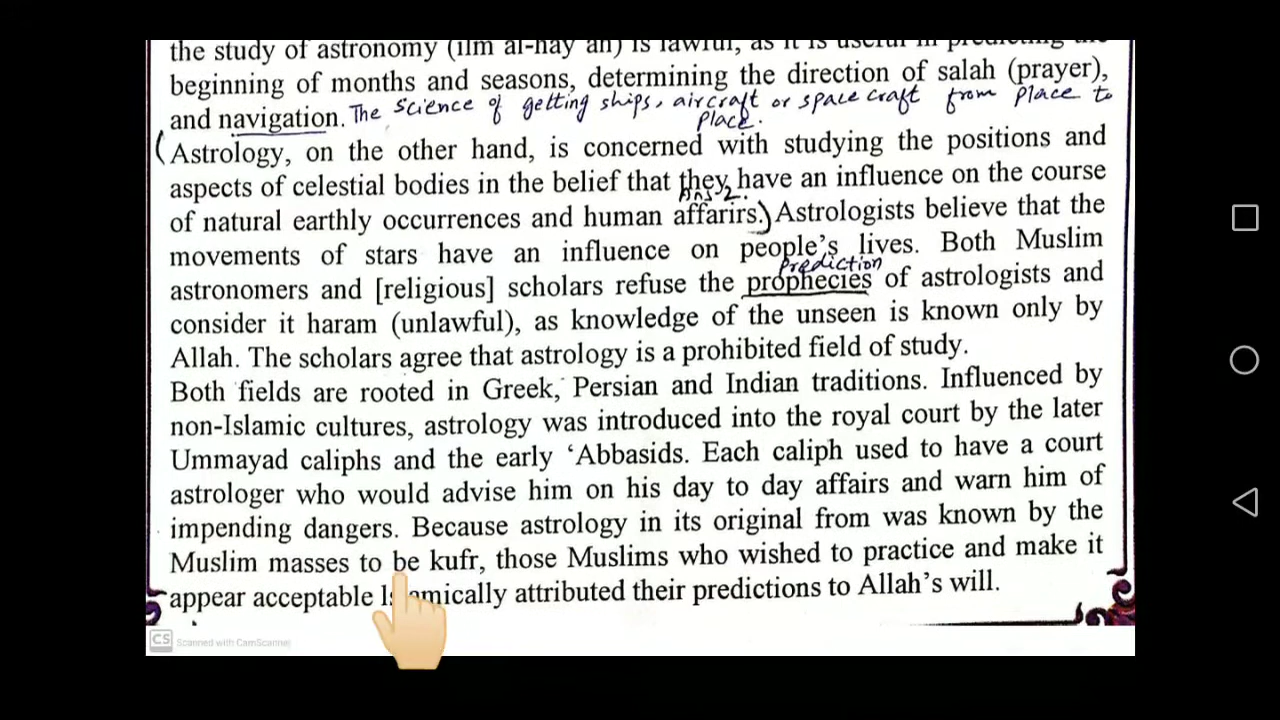 the study of astronomy (ilm al-hay'ah) is lawful, as it is useful in predicting the
beginning of months and seasons, determining the direction of salah (prayer),
and navigation. The science of getting ships, aircraft or space craft from place to
place.
(Astrology, on the other hand, is concerned with studying the positions and
aspects of celestial bodies in the belief that they have an influence on the course
Ans 2.
of natural earthly occurrences and human affarirs.) Astrologists believe that the
movements of stars have an influence on people's lives. Both Muslim
prediction
astronomers and [religious] scholars refuse the prophecies of astrologists and
consider it haram (unlawful), as knowledge of the unseen is known only by
Allah. The scholars agree that astrology is a prohibited field of study.
Both fields are rooted in Greek, Persian and Indian traditions. Influenced by
non-Islamic cultures, astrology was introduced into the royal court by the later
Ummayad caliphs and the early ‘Abbasids. Each caliph used to have a court
astrologer who would advise him on his day to day affairs and warn him of
impending dangers. Because astrology in its original from was known by the
Muslim masses to be kufr, those Muslims who wished to practice and make it
appear acceptable Islamically attributed their predictions to Allah's will.
CS Scanned with CamScanner